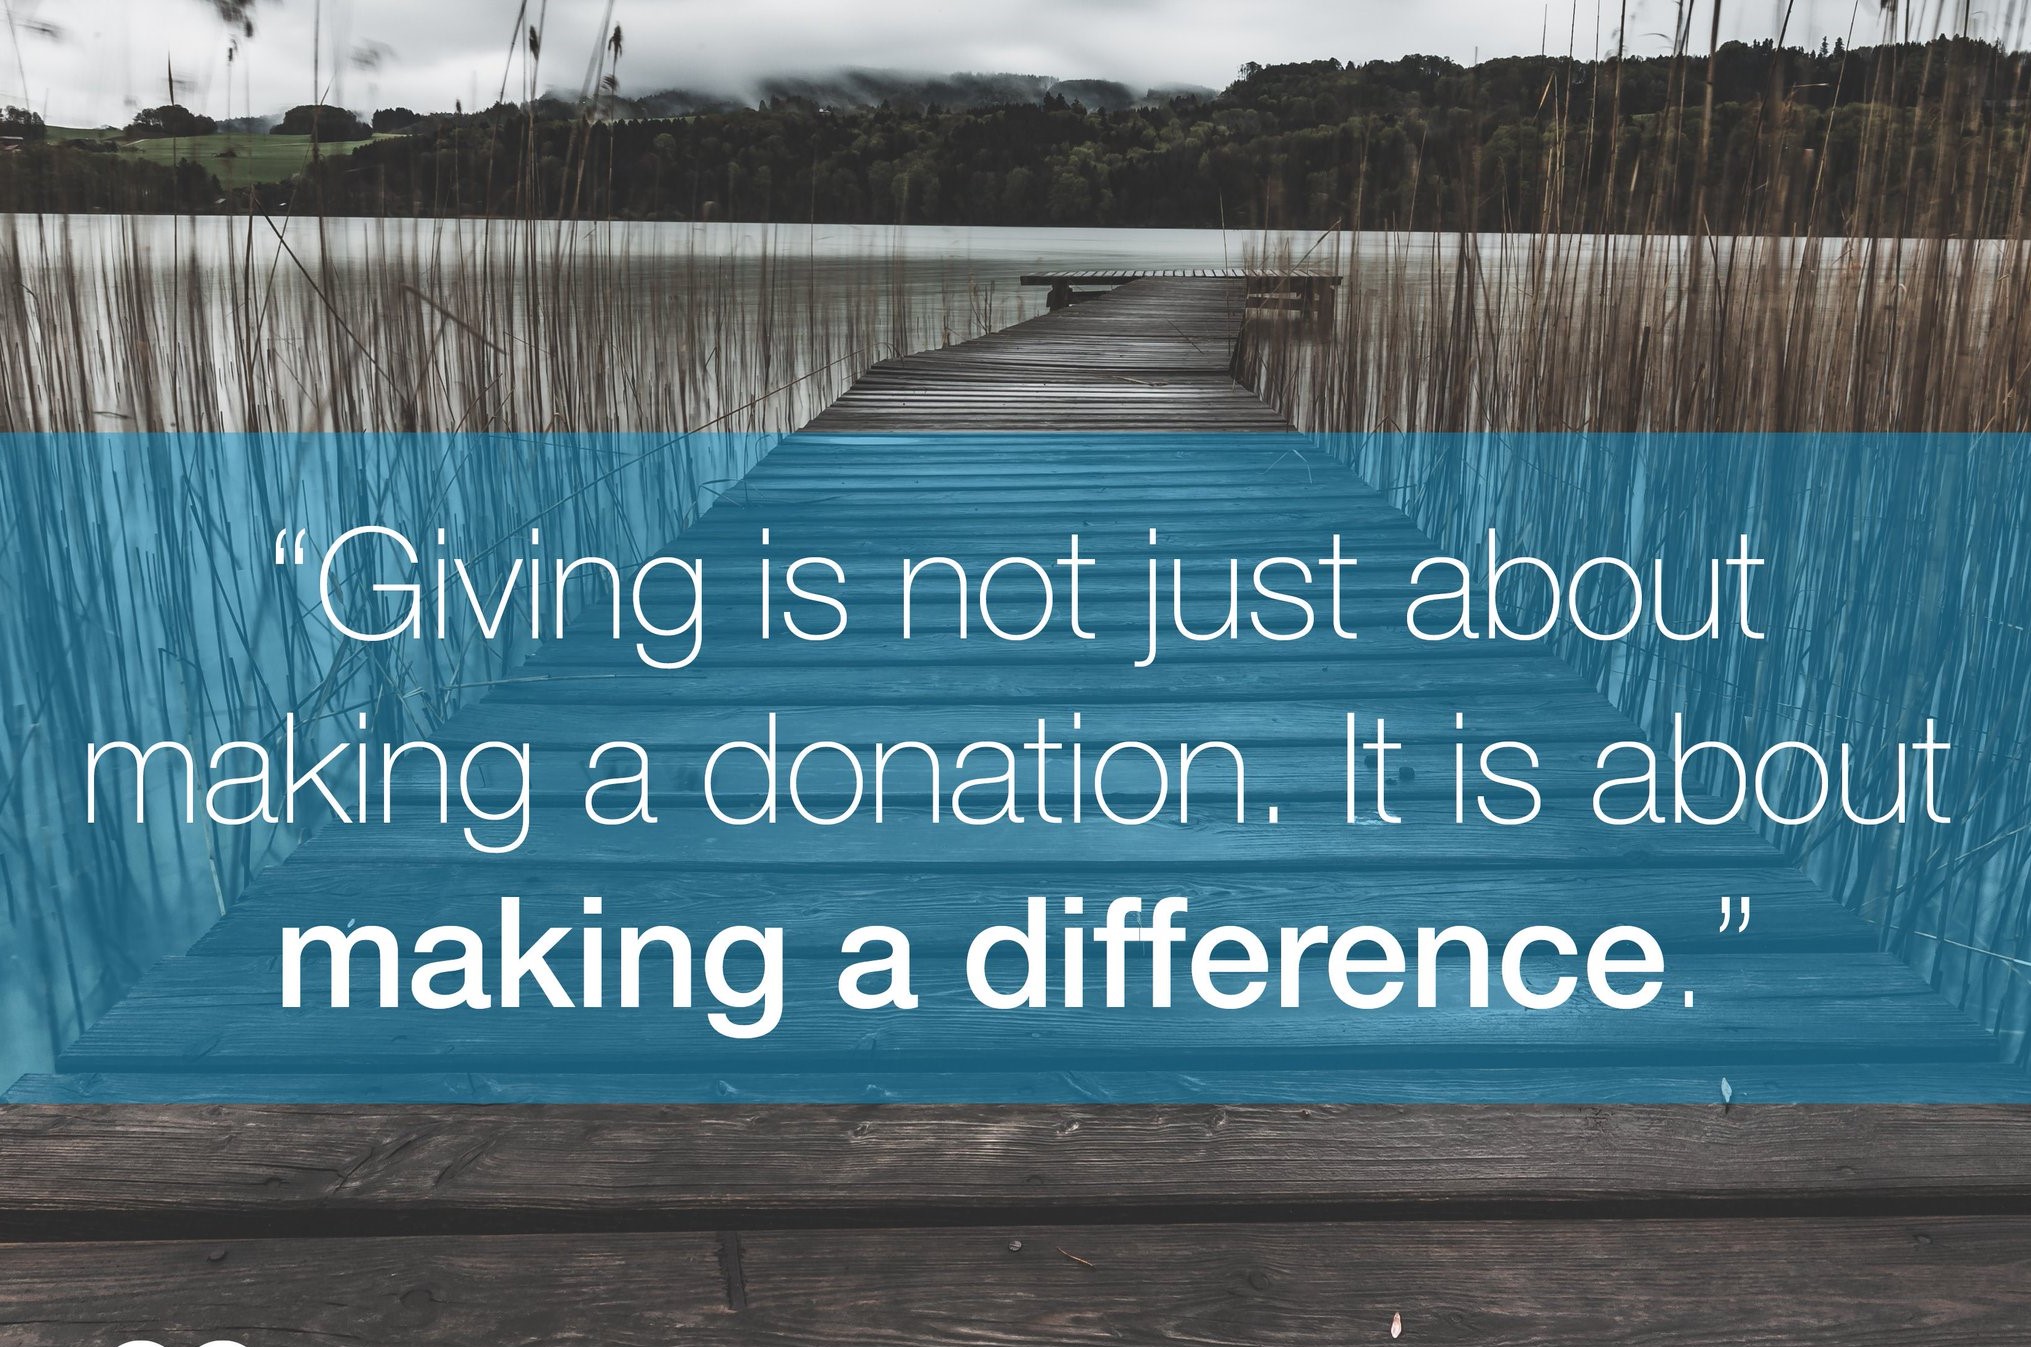 “Giving is not just about
making a donation. It is about
making a difference.”